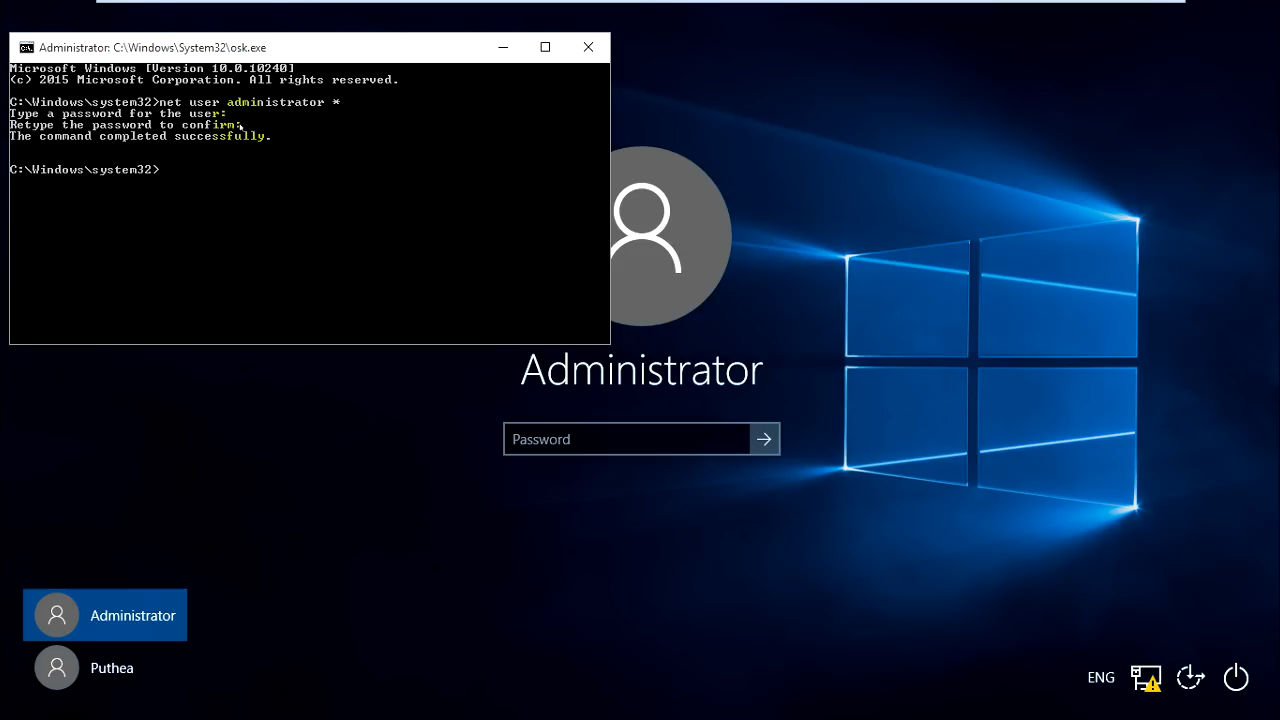 Administrator: C:\Windows\System32\osk.exe
Microsoft Windows [Version 10.0.10240]
(c) 2015 Microsoft Corporation. All rights reserved.
C:\Windows\system32>net user administrator *
Type a password for the user:
Retype the password to confirm:
The command completed successfully.
C:\Windows\system32>
Administrator
Password
Administrator
Puthea
ENG